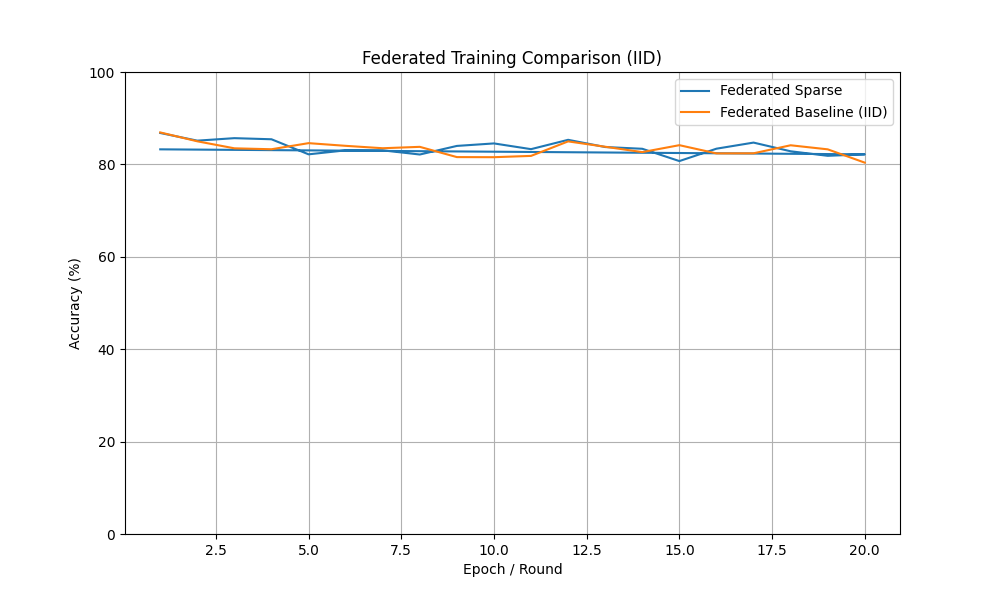 Federated Training Comparison (IID)
Federated Sparse
Federated Baseline (IID)
100
80
60
40
20
0
Accuracy (%)
2.5 5.0 7.5 10.0 12.5 15.0 17.5 20.0
Epoch / Round